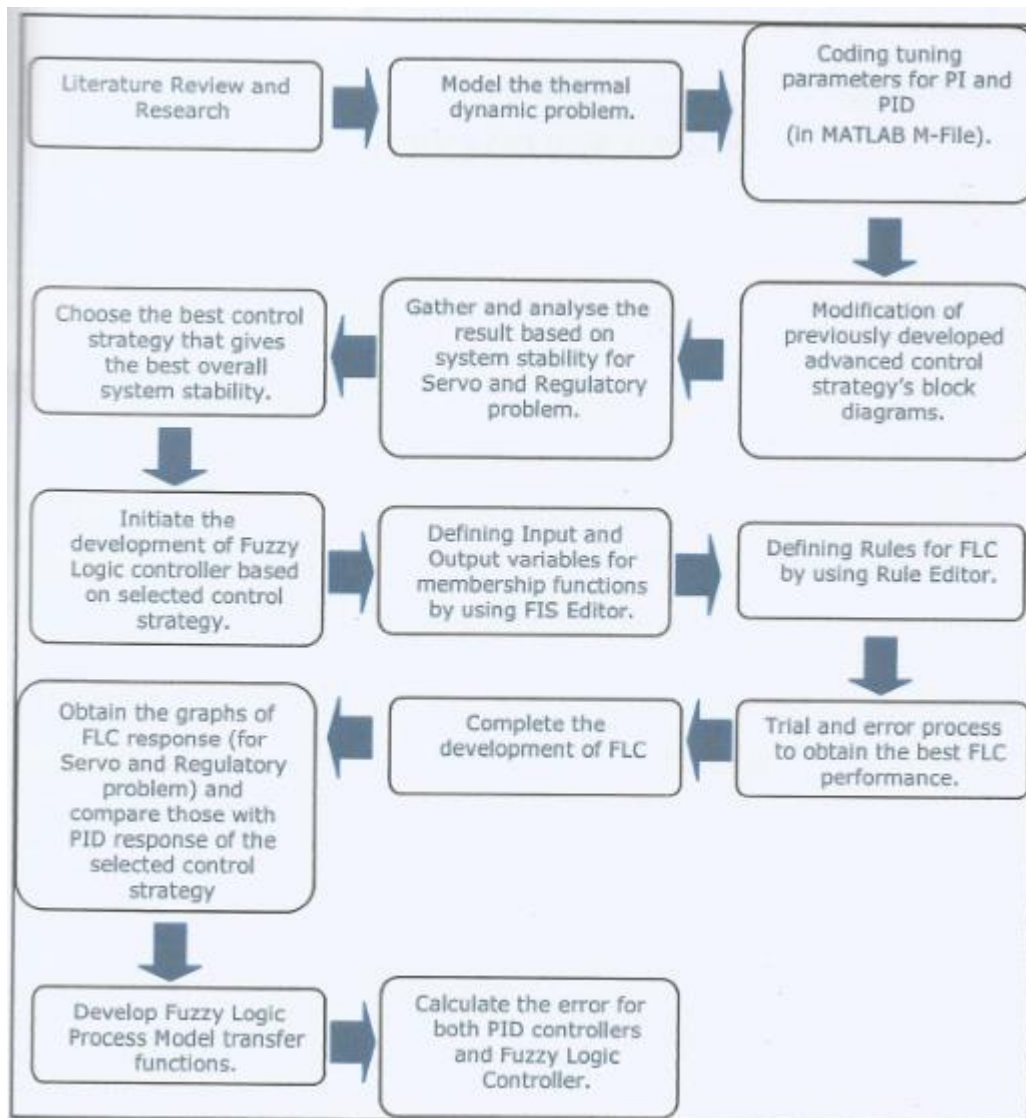 Literature Review and
Research
Model the thermal
dynamic problem.
Coding tuning
parameters for PI and
PID
(in MATLAB M-File).
Modification of
previously developed
advanced control
strategy's block
diagrams.
Gather and analyse the
result based on
system stability for
Servo and Regulatory
problem.
Choose the best control
strategy that gives
the best overall
system stability.
Initiate the
development of Fuzzy
Logic controller based
on selected control
strategy.
Defining Input and
Output variables for
membership functions
by using FIS Editor.
Defining Rules for FLC
by using Rule Editor.
Trial and error process
to obtain the best FLC
performance.
Complete the
development of FLC
Obtain the graphs of
FLC response (for
Servo and Regulatory
problem) and
compare those with
PID response of the
selected control
strategy
Develop Fuzzy Logic
Process Model transfer
functions.
Calculate the error for
both PID controllers
and Fuzzy Logic
Controller.